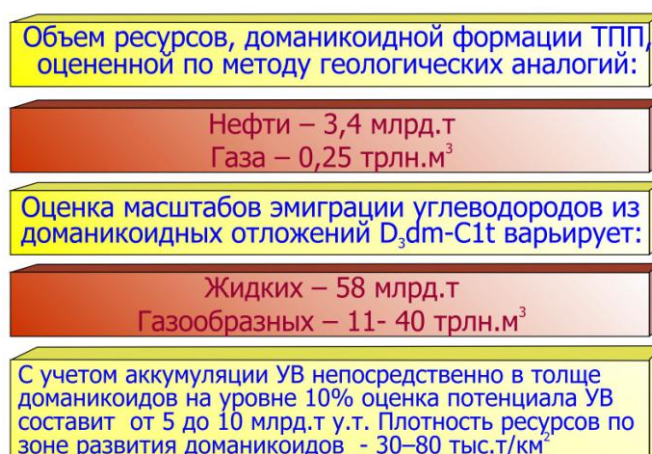 Объем ресурсов, доманикоидной формации ТПП,
оцененной по методу геологических аналогий:
Нефти – 3,4 млрд.т
Газа – 0,25 трлн.м³
Оценка масштабов эмиграции углеводородов из
доманикоидных отложений D₃dm-C1t варьирует:
Жидких – 58 млрд.т
Газообразных – 11- 40 трлн.м³
С учетом аккумуляции УВ непосредственно в толще
доманикоидов на уровне 10% оценка потенциала УВ
составит от 5 до 10 млрд.т у.т. Плотность ресурсов по
зоне развития доманикоидов - 30–80 тыс.т/км²